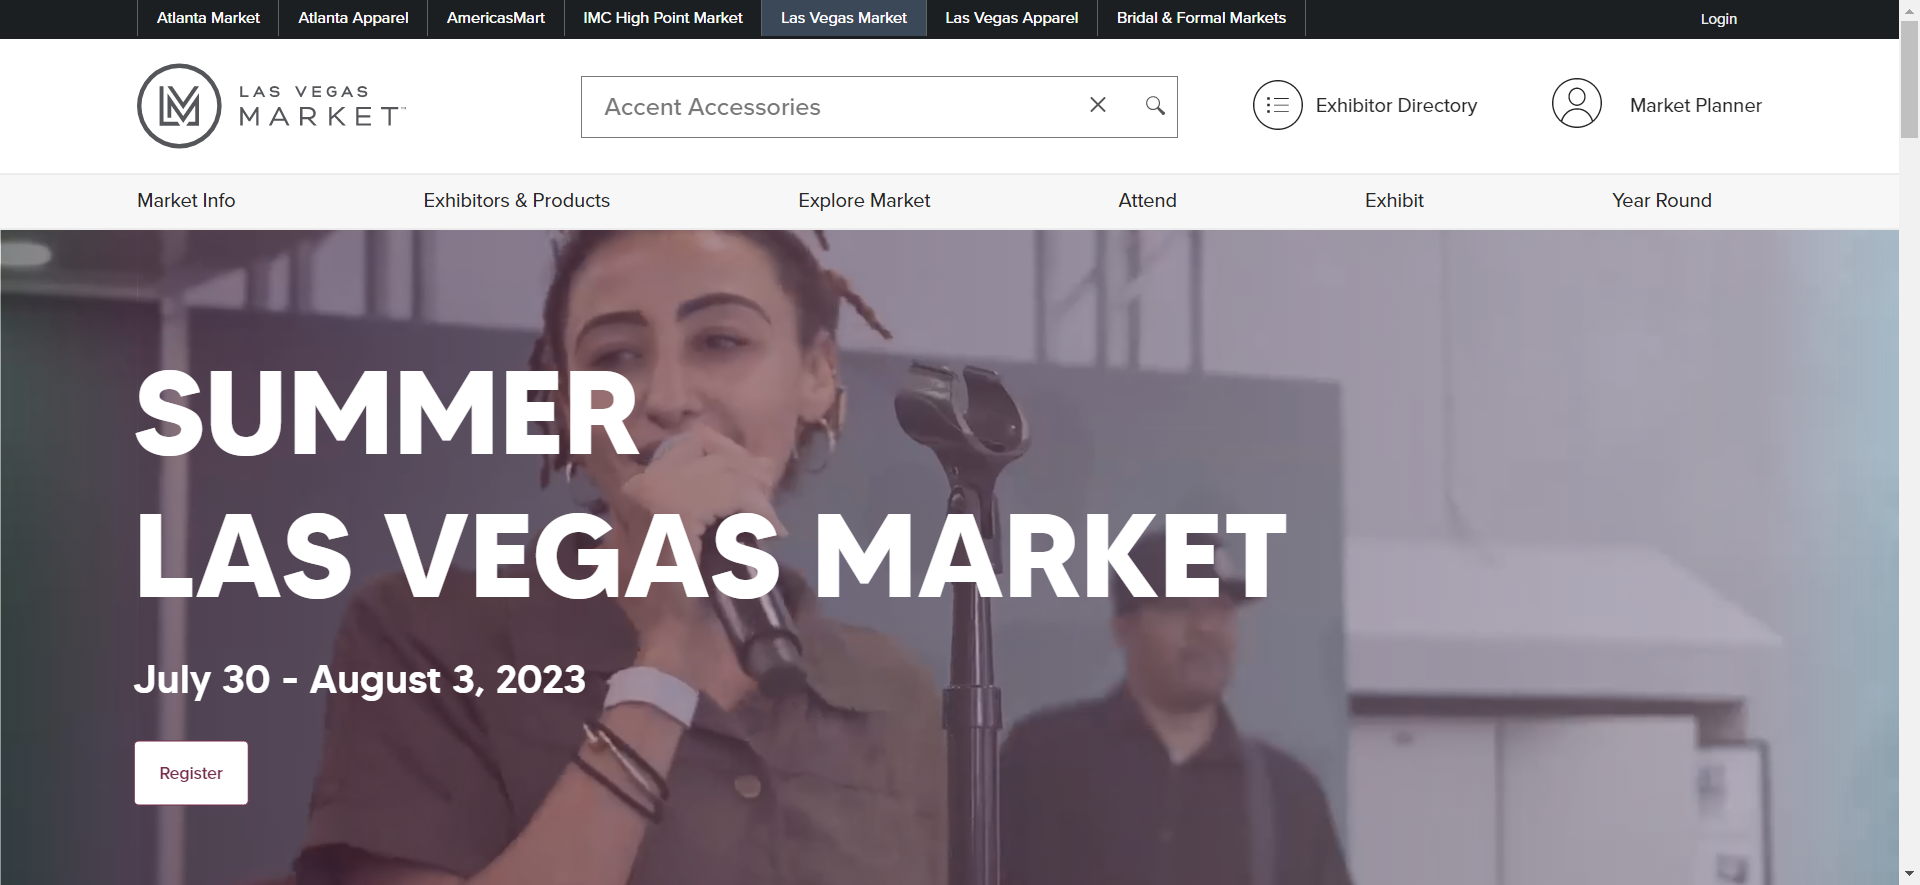 Atlanta Market
Atlanta Apparel
AmericasMart
IMC High Point Market
Las Vegas Market
Las Vegas Apparel
Bridal & Formal Markets
Login
LAS VEGAS
MARKET™
Accent Accessories
Exhibitor Directory
Market Planner
Market Info
Exhibitors & Products
Explore Market
Attend
Exhibit
Year Round
SUMMER
LAS VEGAS MARKET
July 30 - August 3, 2023
Register